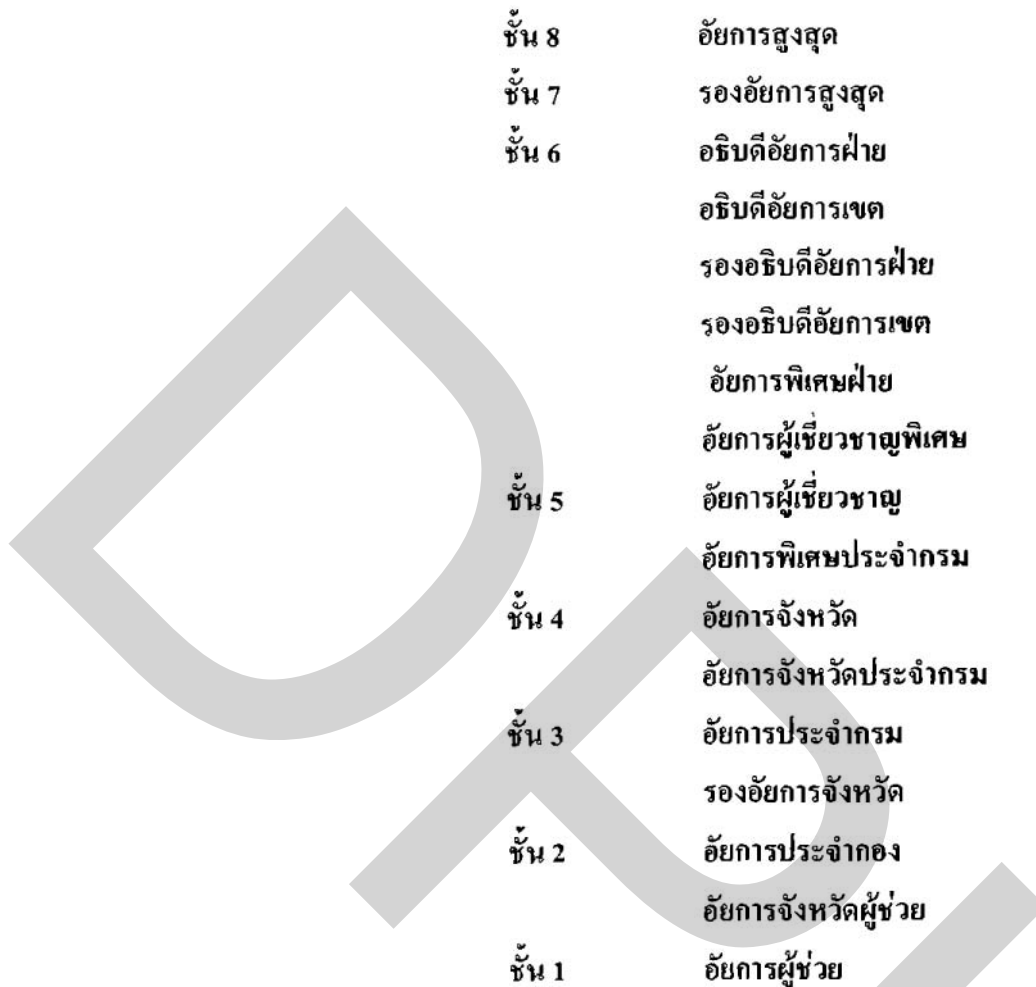 ชั้น 8 อัยการสูงสุด
ชั้น 7 รองอัยการสูงสุด
ชั้น 6 อธิบดีอัยการฝ่าย
อธิบดีอัยการเขต
รองอธิบดีอัยการฝ่าย
รองอธิบดีอัยการเขต
อัยการพิเศษฝ่าย
อัยการผู้เชี่ยวชาญพิเศษ
ชั้น 5 อัยการผู้เชี่ยวชาญ
อัยการพิเศษประจำกรม
ชั้น 4 อัยการจังหวัด
อัยการจังหวัดประจำกรม
ชั้น 3 อัยการประจำกรม
รองอัยการจังหวัด
ชั้น 2 อัยการประจำกอง
อัยการจังหวัดผู้ช่วย
ชั้น 1 อัยการผู้ช่วย